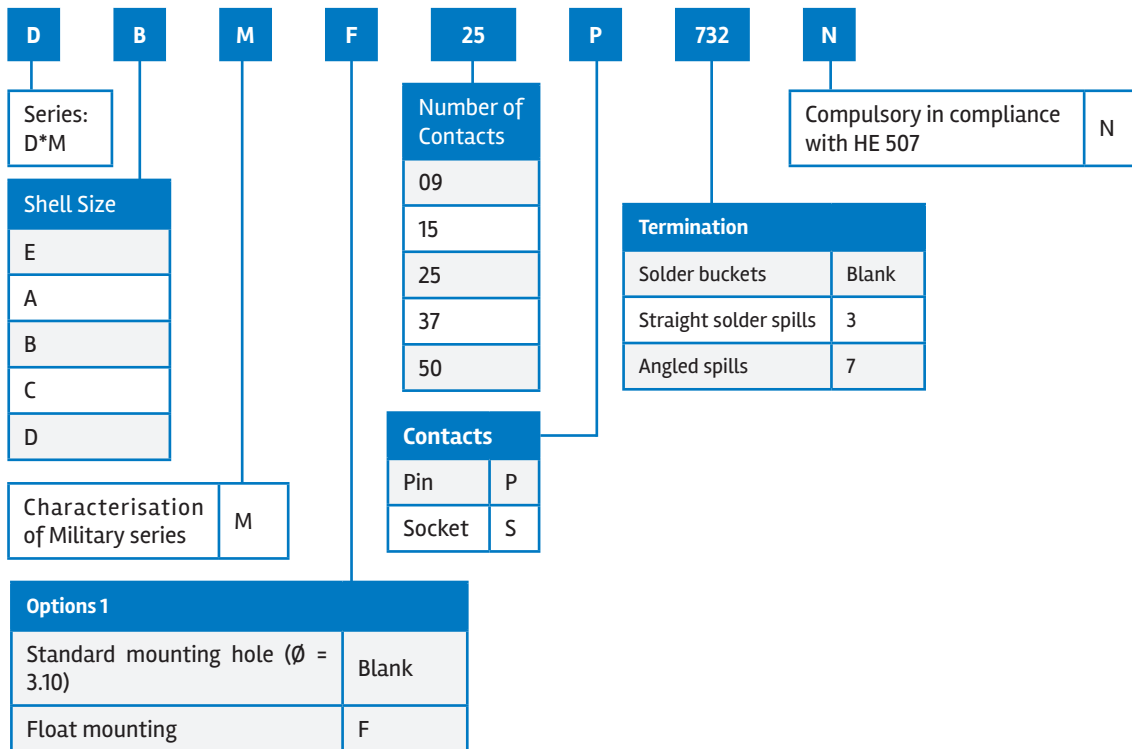 D B M F 25 P 732 N
Series:
D*M
Shell Size
E
A
B
C
D
Characterisation
of Military series M
Options 1
Standard mounting hole (Ø =
3.10) Blank
Float mounting F
Number of
Contacts
09
15
25
37
50
Contacts
Pin P
Socket S
Termination
Solder buckets Blank
Straight solder spills 3
Angled spills 7
Compulsory in compliance
with HE 507 N